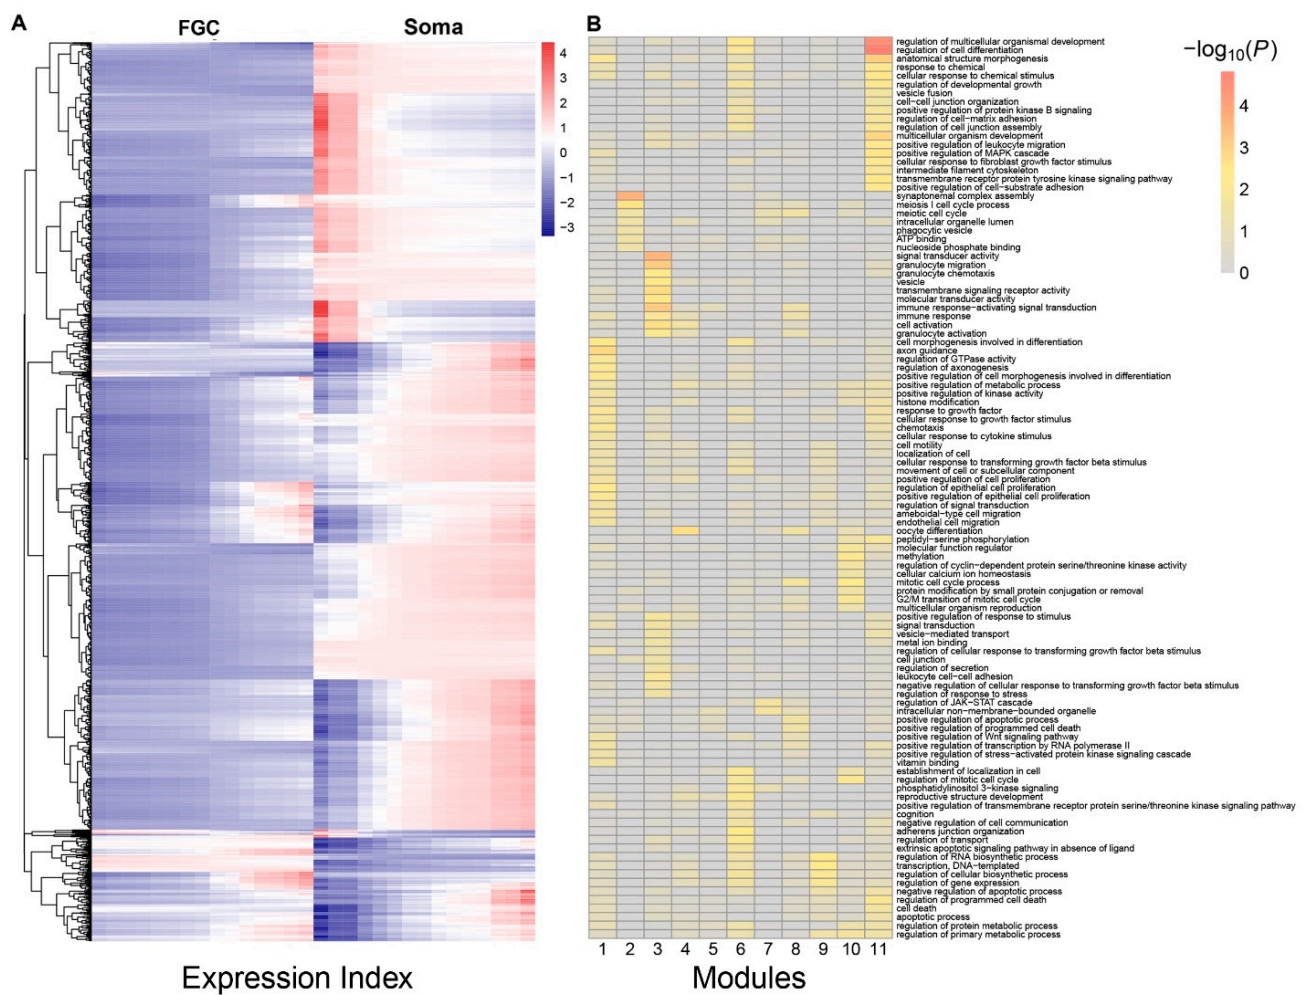 A
FGC
Soma
4
3
2
1
0
−1
−2
−3
Expression Index
B
regulation of multicellular organismal development
regulation of cell differentiation
anatomical structure morphogenesis
response to chemical
cellular response to chemical stimulus
regulation of developmental growth
vesicle fusion
cell−cell junction organization
positive regulation of protein kinase B signaling
regulation of cell−matrix adhesion
regulation of cell junction assembly
multicellular organism development
positive regulation of leukocyte migration
positive regulation of MAPK cascade
cellular response to fibroblast growth factor stimulus
intermediate filament cytoskeleton
transmembrane receptor protein tyrosine kinase signaling pathway
positive regulation of cell−substrate adhesion
synaptonemal complex assembly
meiosis I cell cycle process
meiotic cell cycle
intracellular organelle lumen
phagocytic vesicle
ATP binding
nucleoside phosphate binding
signal transducer activity
granulocyte migration
granulocyte chemotaxis
vesicle
transmembrane signaling receptor activity
molecular transducer activity
immune response−activating signal transduction
immune response
cell activation
granulocyte activation
cell morphogenesis involved in differentiation
axon guidance
regulation of GTPase activity
regulation of axonogenesis
positive regulation of cell morphogenesis involved in differentiation
positive regulation of metabolic process
positive regulation of kinase activity
histone modification
response to growth factor
cellular response to growth factor stimulus
chemotaxis
cellular response to cytokine stimulus
cell motility
localization of cell
cellular response to transforming growth factor beta stimulus
movement of cell or subcellular component
positive regulation of cell proliferation
regulation of epithelial cell proliferation
positive regulation of epithelial cell proliferation
regulation of signal transduction
ameboidal−type cell migration
endothelial cell migration
oocyte differentiation
peptidyl−serine phosphorylation
molecular function regulator
methylation
regulation of cyclin−dependent protein serine/threonine kinase activity
cellular calcium ion homeostasis
mitotic cell cycle process
protein modification by small protein conjugation or removal
G2/M transition of mitotic cell cycle
multicellular organism reproduction
positive regulation of response to stimulus
signal transduction
vesicle−mediated transport
metal ion binding
regulation of cellular response to transforming growth factor beta stimulus
cell junction
regulation of secretion
leukocyte cell−cell adhesion
negative regulation of cellular response to transforming growth factor beta stimulus
regulation of response to stress
regulation of JAK−STAT cascade
intracellular non−membrane−bounded organelle
positive regulation of apoptotic process
positive regulation of programmed cell death
positive regulation of Wnt signaling pathway
positive regulation of transcription by RNA polymerase II
positive regulation of stress−activated protein kinase signaling cascade
vitamin binding
establishment of localization in cell
regulation of mitotic cell cycle
phosphatidylinositol 3−kinase signaling
reproductive structure development
positive regulation of transmembrane receptor protein serine/threonine kinase signaling pathway
cognition
negative regulation of cell communication
adherens junction organization
regulation of transport
extrinsic apoptotic signaling pathway in absence of ligand
regulation of RNA biosynthetic process
transcription, DNA−templated
regulation of cellular biosynthetic process
regulation of gene expression
negative regulation of apoptotic process
regulation of programmed cell death
cell death
apoptotic process
regulation of protein metabolic process
regulation of primary metabolic process
1 2 3 4 5 6 7 8 9 10 11
Modules
−log10(P)
4
3
2
1
0